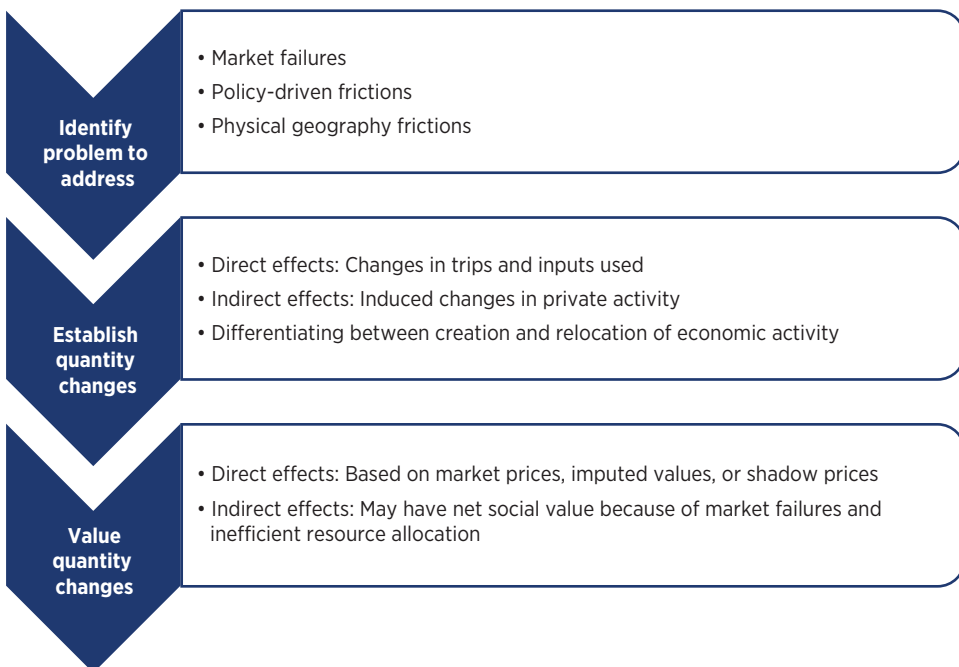 Identify
problem to
address
• Market failures
• Policy-driven frictions
• Physical geography frictions
Establish
quantity
changes
• Direct effects: Changes in trips and inputs used
• Indirect effects: Induced changes in private activity
• Differentiating between creation and relocation of economic activity
Value
quantity
changes
• Direct effects: Based on market prices, imputed values, or shadow prices
• Indirect effects: May have net social value because of market failures and
inefficient resource allocation